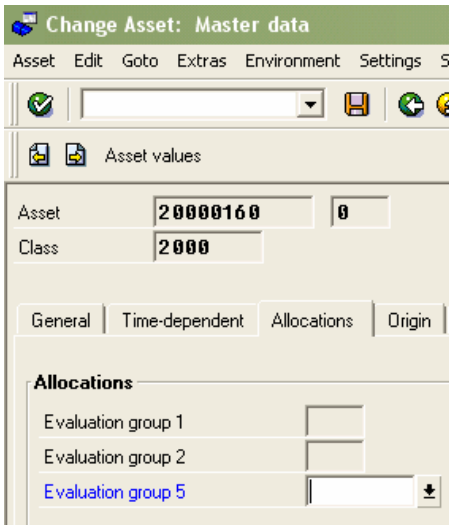 Change Asset: Master data
Asset Edit Goto Extras Environment Settings S
Asset values
Asset 20000160 0
Class 2000
General Time-dependent Allocations Origin
Allocations
Evaluation group 1
Evaluation group 2
Evaluation group 5